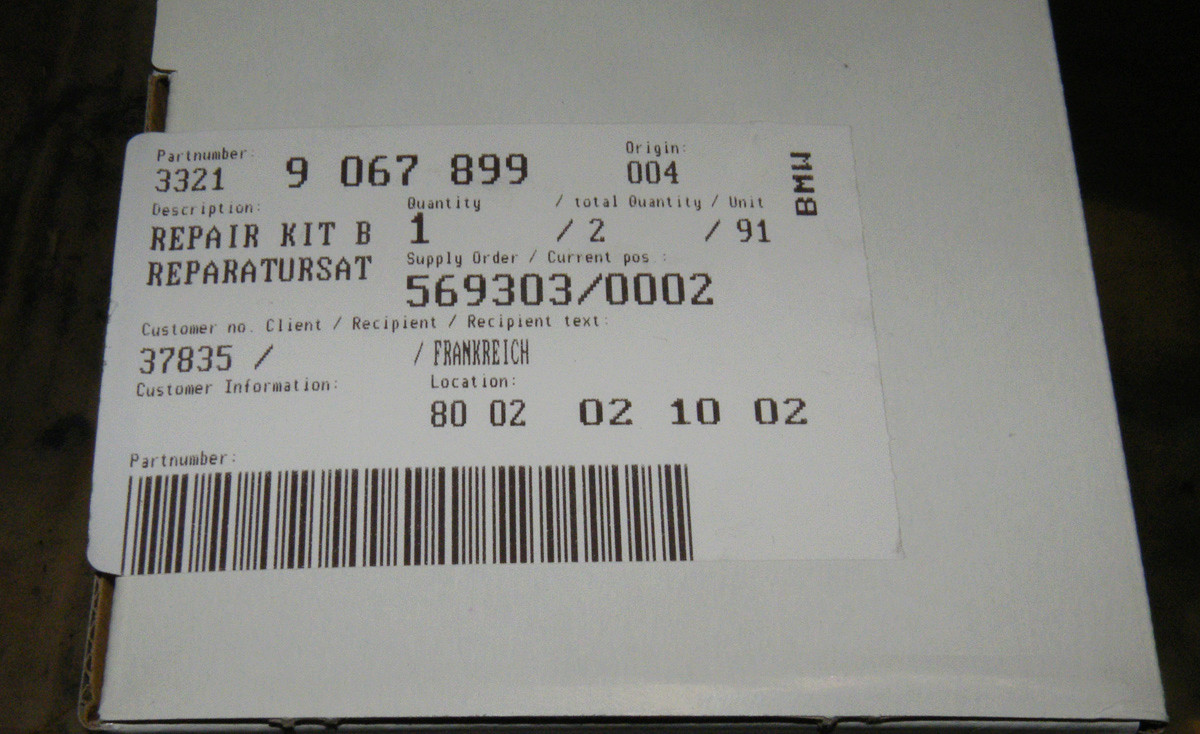 Partnumber:
3321 9 067 899
Origin:
004
BMW
Description:
REPAIR KIT B
REPARATURSAT
Quantity / total Quantity / Unit
1 / 2 / 91
Supply Order / Current pos :
569303/0002
Customer no. Client / Recipient / Recipient text:
37835 / / FRANKREICH
Customer Information:
Location:
80 02 02 10 02
Partnumber: